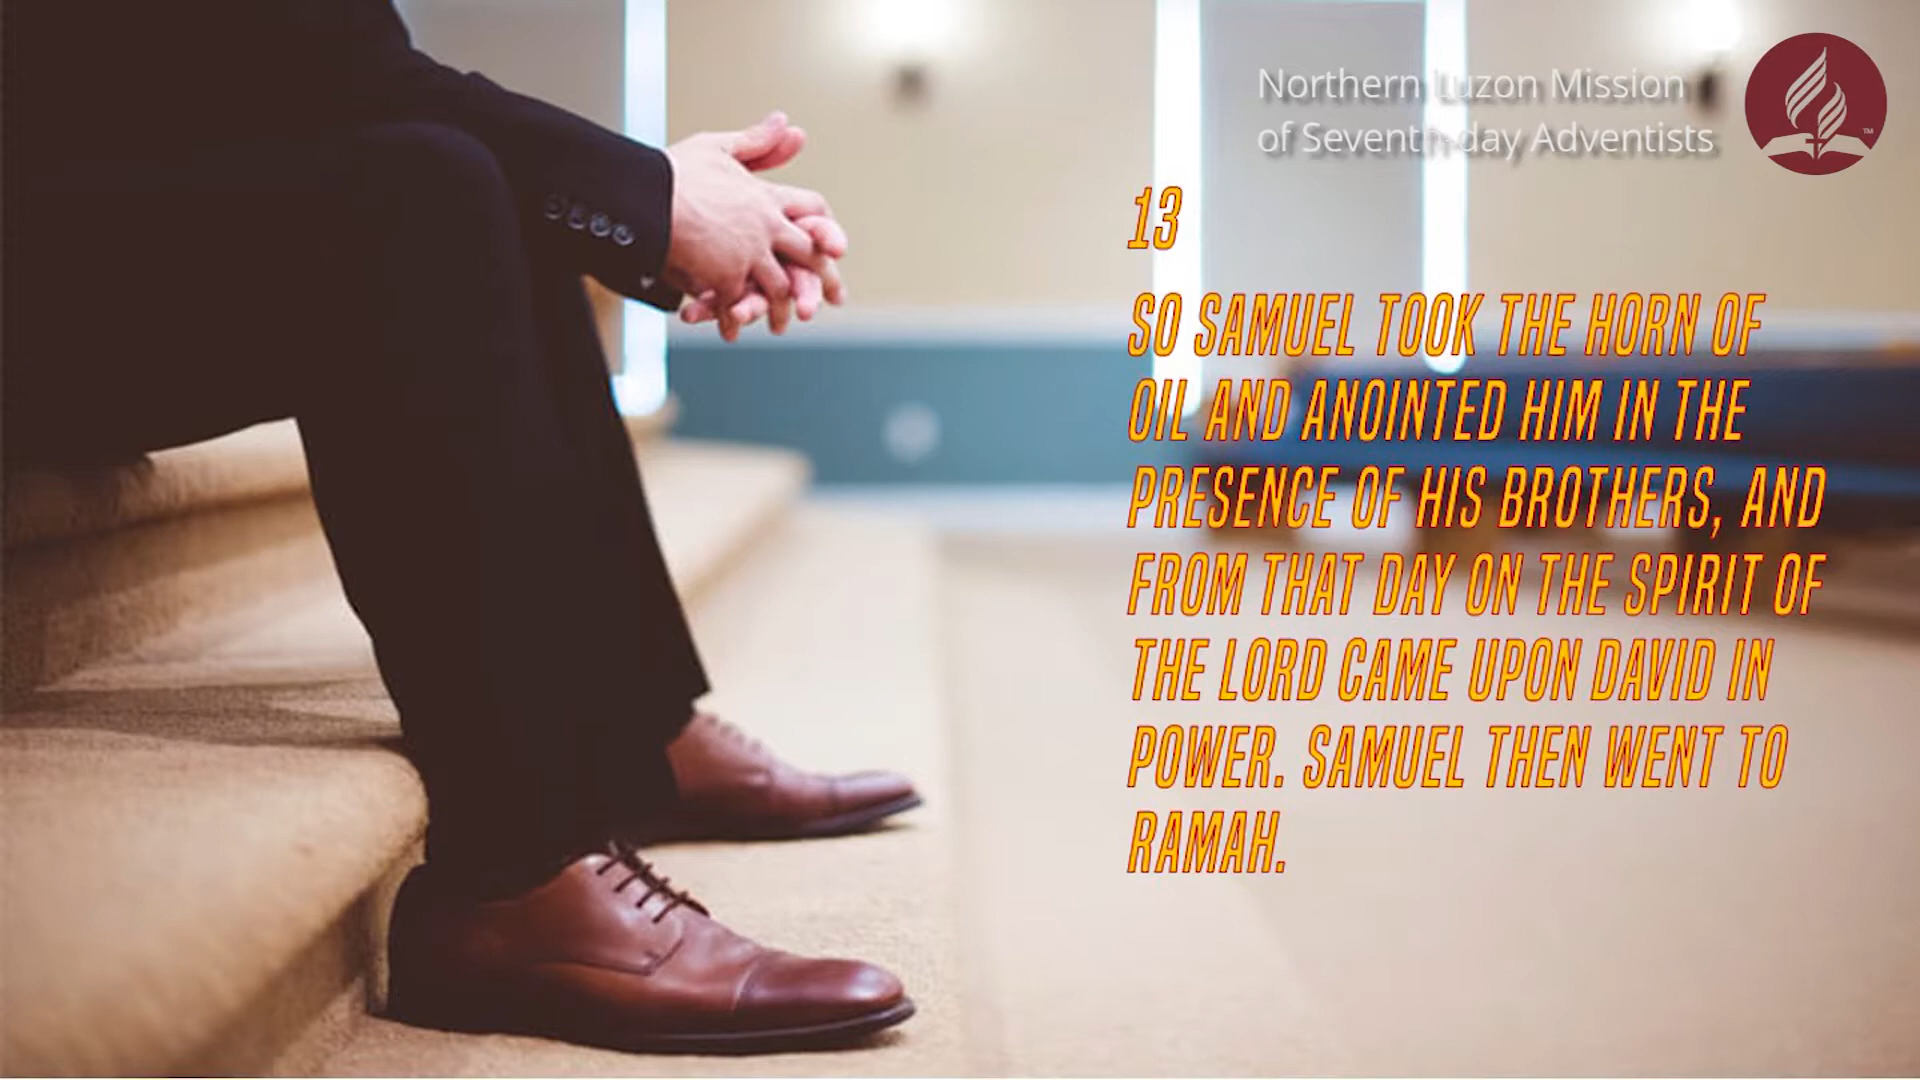 Northern Luzon Mission
of Seventh-day Adventists
™
13
SO SAMUEL TOOK THE HORN OF
OIL AND ANOINTED HIM IN THE
PRESENCE OF HIS BROTHERS, AND
FROM THAT DAY ON THE SPIRIT OF
THE LORD CAME UPON DAVID IN
POWER. SAMUEL THEN WENT TO
RAMAH.